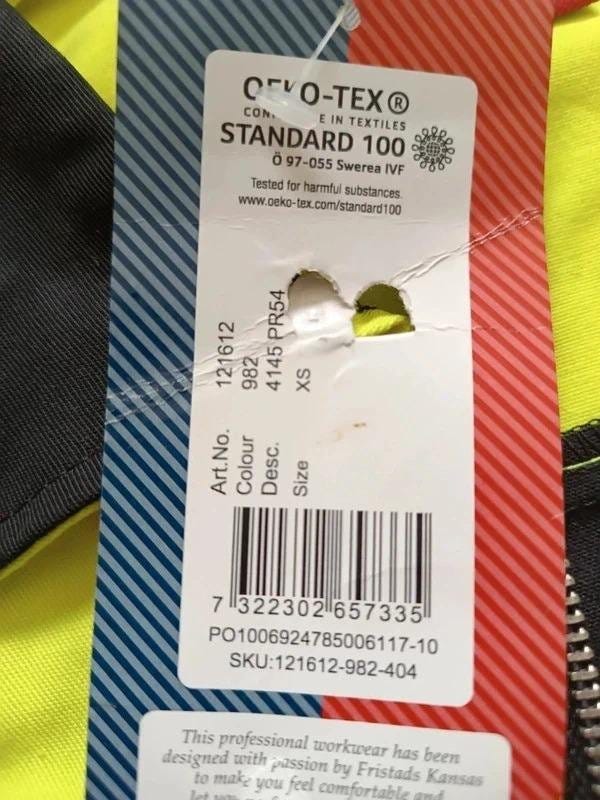 OEKO-TEX®
IN TEXTILES
STANDARD 100
Ö 97-055 Swerea IVF
Tested for harmful substances.
www.oeko-tex.com/standard100
Art.No. 121612
Colour 982
Desc. 4145 PR54
Size XS
7 322302 657335
PO1006924785006117-10
SKU:121612-982-404
This professional workwear has been
designed with passion by Fristads Kansas
to make you feel comfortable and
let